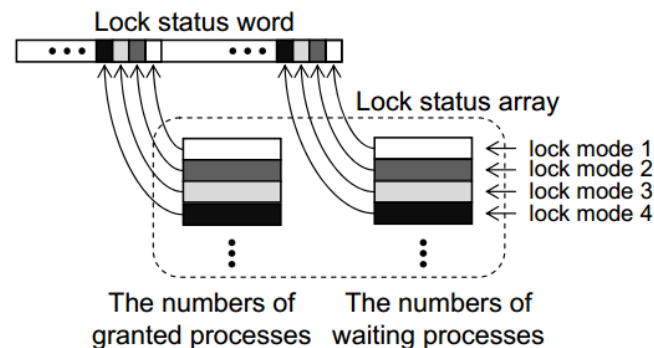 Lock status word
Lock status array
lock mode 1
lock mode 2
lock mode 3
lock mode 4
The numbers of
granted processes
The numbers of
waiting processes